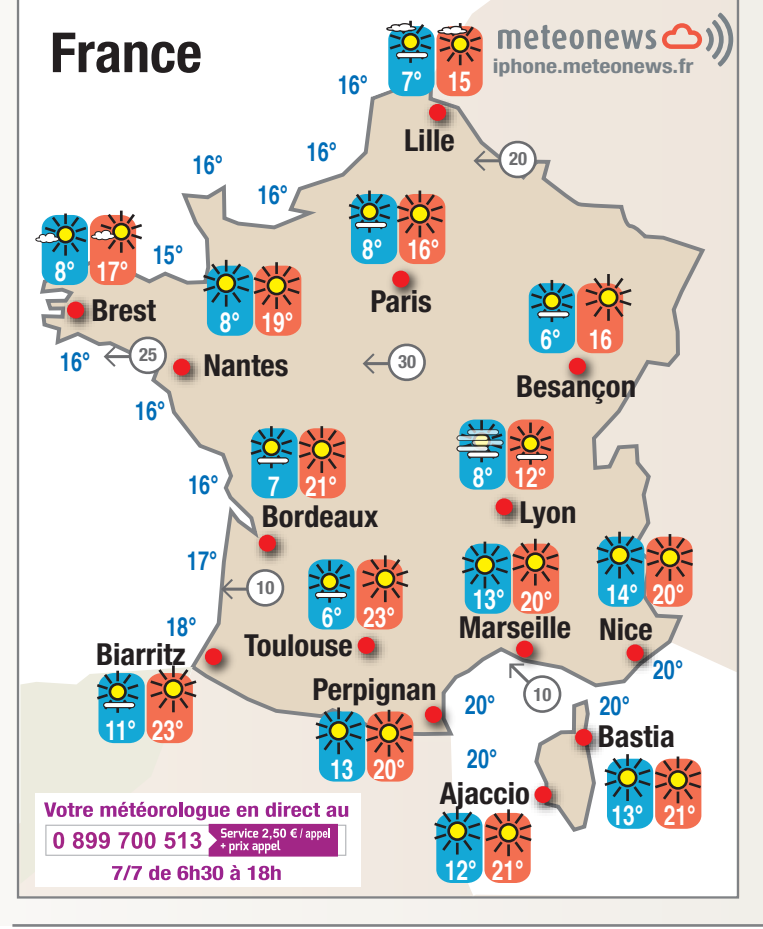 France
meteonews
iphone.meteonews.fr
7° 15
16°
Lille
20
16°
16°
16°
8° 16°
Paris
8° 17°
15°
Brest
8° 19°
Nantes
16°
25
30
6° 16
Besançon
16°
8° 12°
Lyon
7 21°
Bordeaux
16°
17°
10
6° 23°
Toulouse
13° 20°
Marseille
14° 20°
Nice
18°
Biarritz
11° 23°
20°
10
Perpignan
13 20°
20°
20°
Bastia
13° 21°
20°
Ajaccio
12° 21°
Votre météorologue en direct au
0 899 700 513
Service 2,50 € / appel
+ prix appel
7/7 de 6h30 à 18h